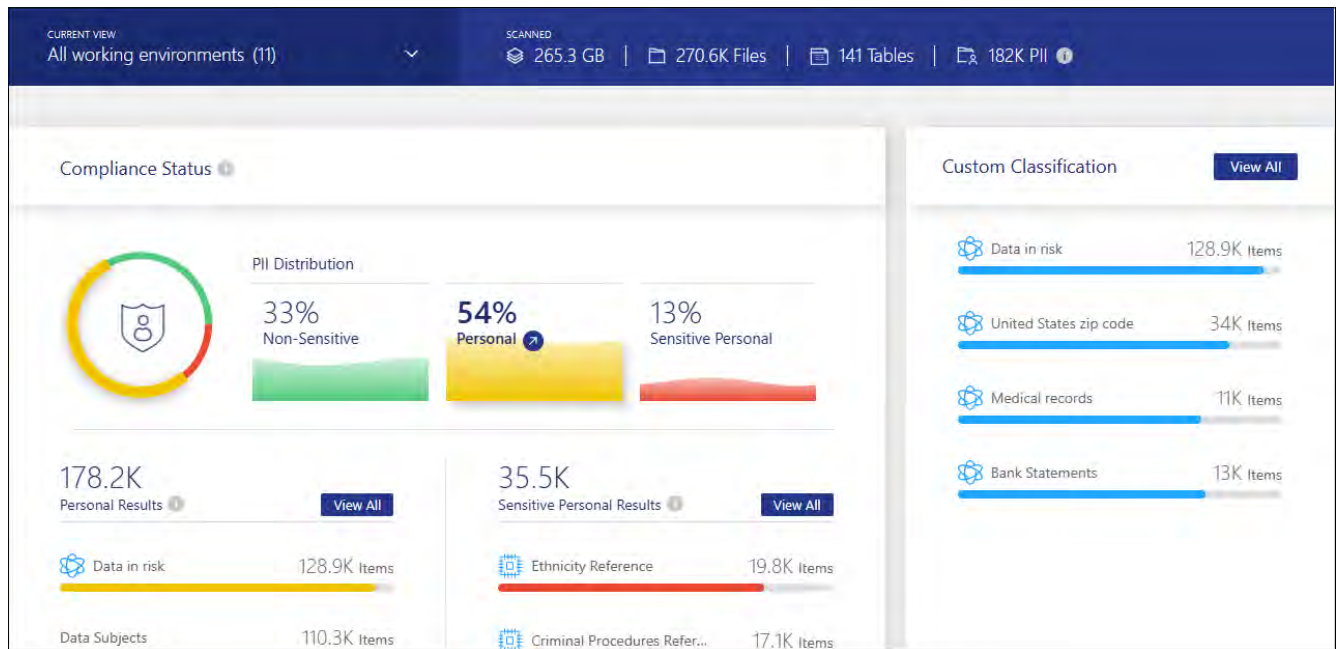 CURRENT VIEW
All working environments (11)
SCANNED
265.3 GB | 270.6K Files | 141 Tables | 182K PII
Compliance Status
PII Distribution
33%
Non-Sensitive
54%
Personal
13%
Sensitive Personal
178.2K
Personal Results
View All
Data in risk 128.9K Items
Data Subjects 110.3K Items
35.5K
Sensitive Personal Results
View All
Ethnicity Reference 19.8K Items
Criminal Procedures Refer... 17.1K Items
Custom Classification
View All
Data in risk 128.9K Items
United States zip code 34K Items
Medical records 11K Items
Bank Statements 13K Items